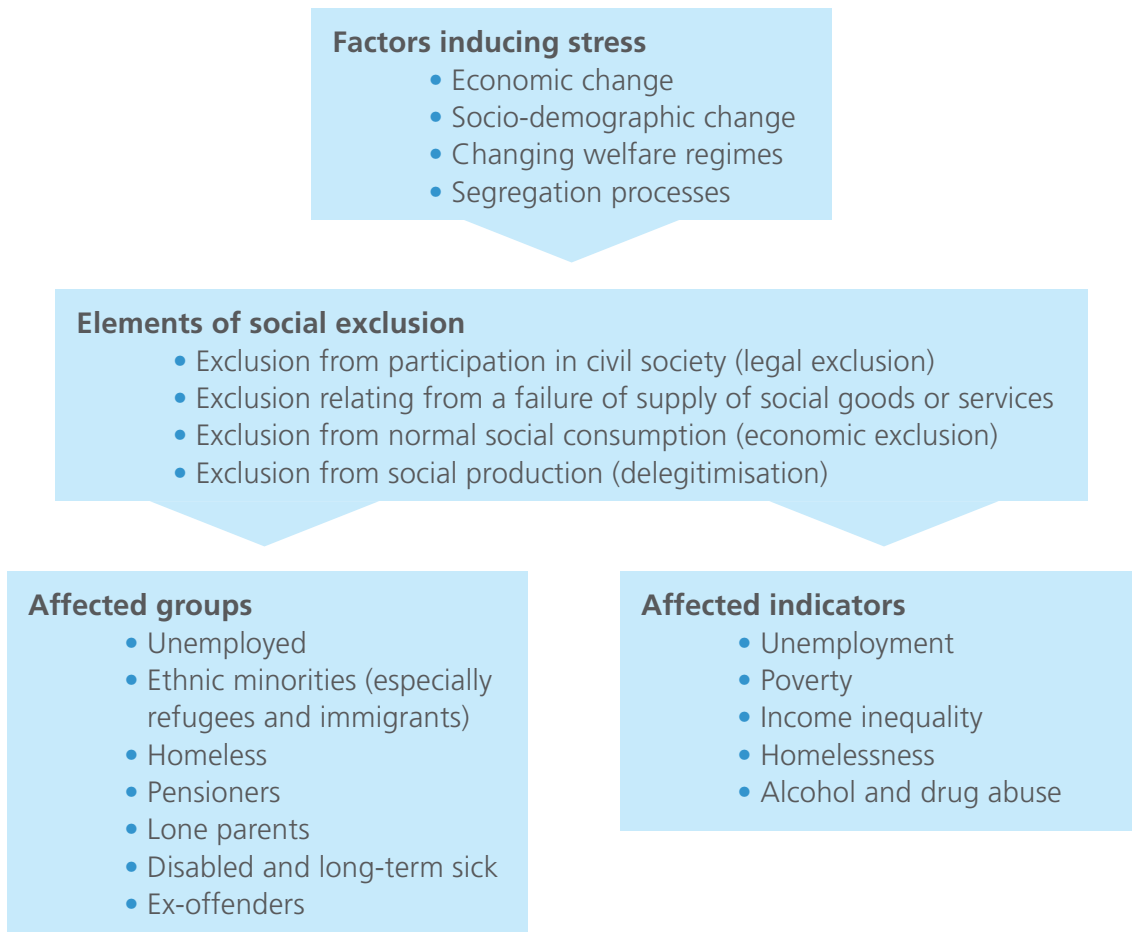 Factors inducing stress
• Economic change
• Socio-demographic change
• Changing welfare regimes
• Segregation processes
Elements of social exclusion
• Exclusion from participation in civil society (legal exclusion)
• Exclusion relating from a failure of supply of social goods or services
• Exclusion from normal social consumption (economic exclusion)
• Exclusion from social production (delegitimisation)
Affected groups
• Unemployed
• Ethnic minorities (especially
refugees and immigrants)
• Homeless
• Pensioners
• Lone parents
• Disabled and long-term sick
• Ex-offenders
Affected indicators
• Unemployment
• Poverty
• Income inequality
• Homelessness
• Alcohol and drug abuse